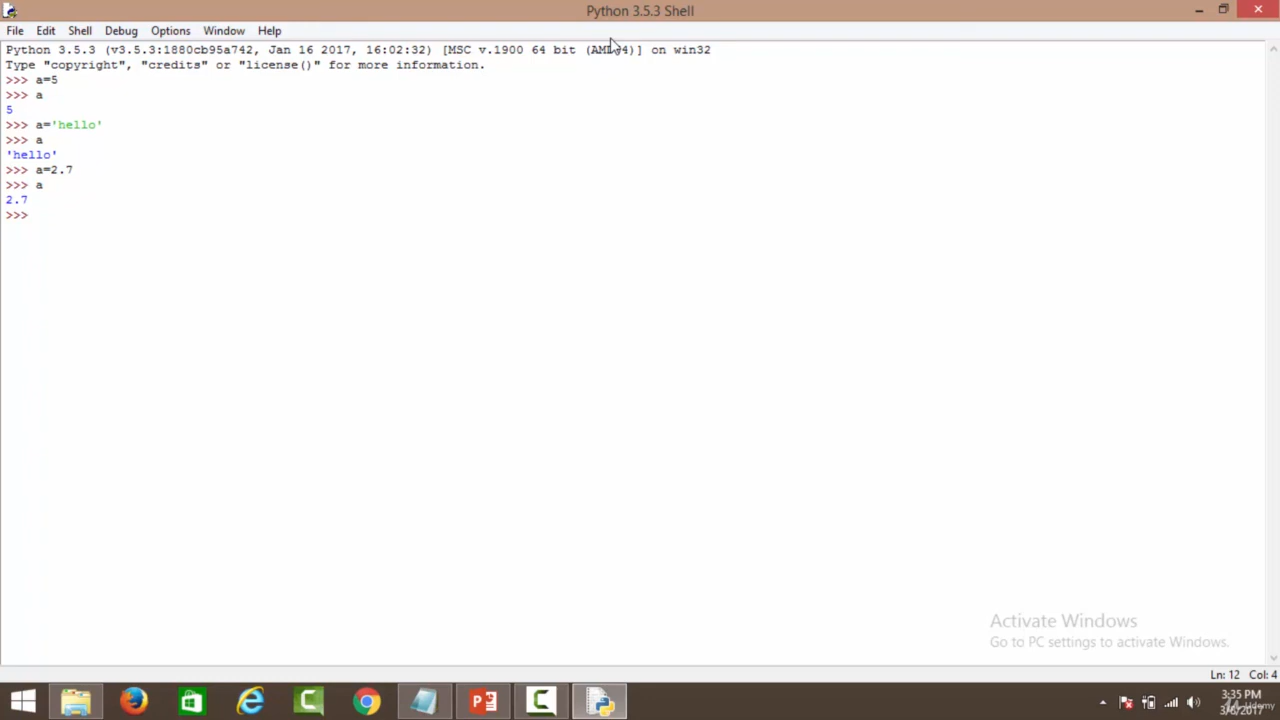 Python 3.5.3 Shell
File Edit Shell Debug Options Window Help
Python 3.5.3 (v3.5.3:1880cb95a742, Jan 16 2017, 16:02:32) [MSC v.1900 64 bit (AMD64)] on win32
Type "copyright", "credits" or "license()" for more information.
>>> a=5
>>> a
5
>>> a='hello'
>>> a
'hello'
>>> a=2.7
>>> a
2.7
>>>
Activate Windows
Go to PC settings to activate Windows.
Ln: 12 Col: 4
3:35 PM
Udemy